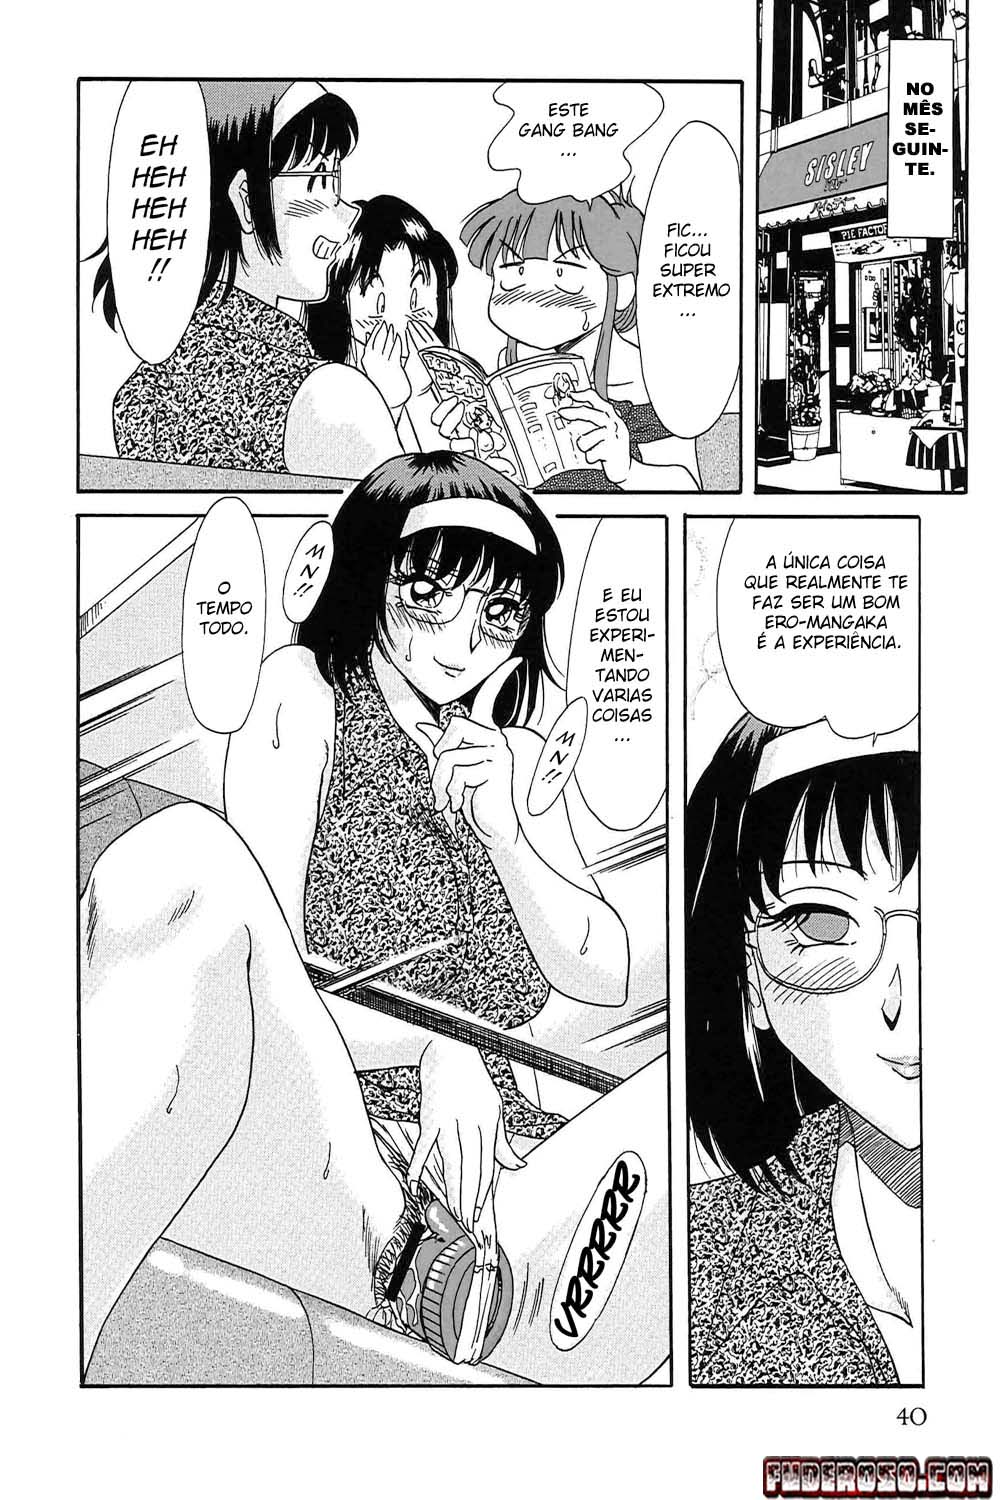 NO
MÊS
SE-
GUIN-
TE.
SISLEY
PIE FACTOR
ESTE
GANG BANG
...
FIC...
FICOU
SUPER
EXTREMO
...
EH
HEH
HEH
HEH
!!
A ÚNICA COISA
QUE REALMENTE TE
FAZ SER UM BOM
ERO-MANGAKA
É A EXPERIÊNCIA.
E EU
ESTOU
EXPERI-
MEN-
TANDO
VARIAS
COISAS
...
MN!!
MN!!
O
TEMPO
TODO.
VRRRRR
40
FUDEROSO.COM